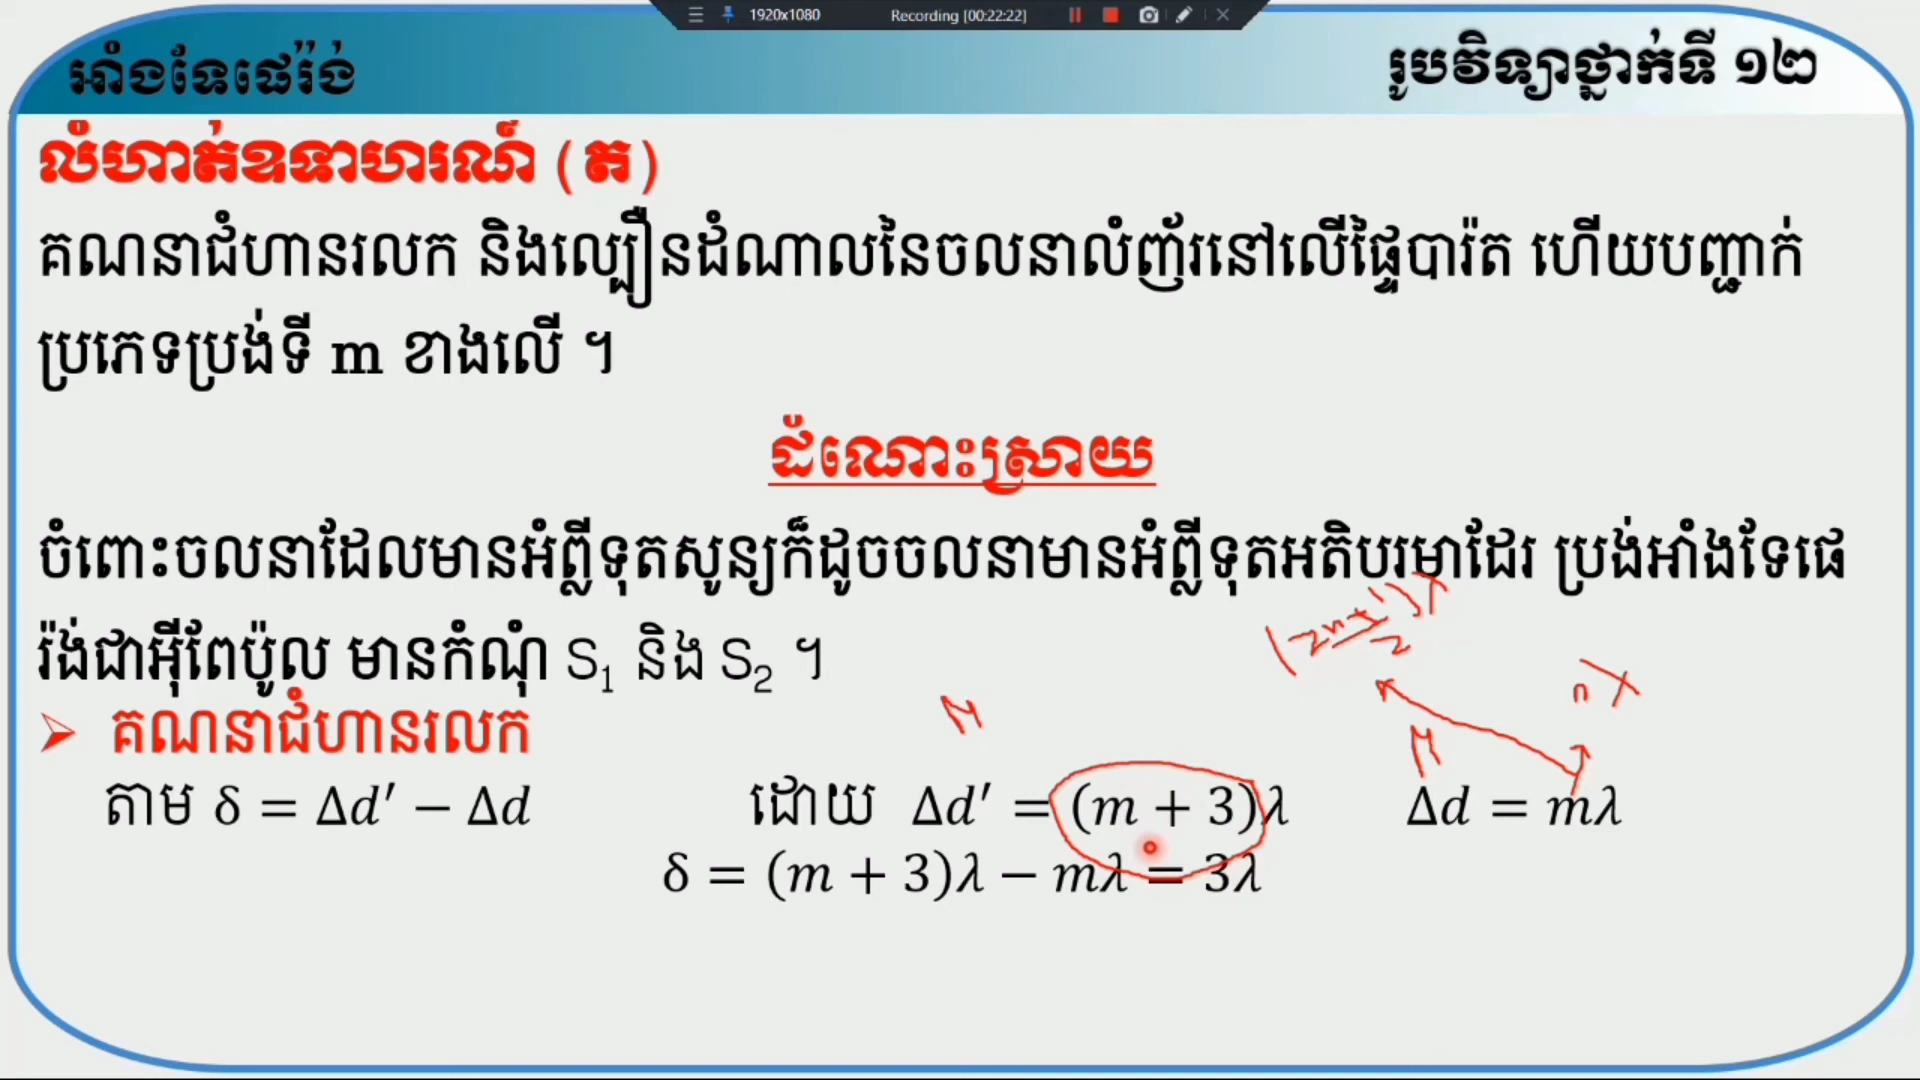 1920x1080 Recording [00:22:22]
អាំងទែផេរ៉ង់ រូបវិទ្យាថ្នាក់ទី ១២
លំហាត់ឧទាហរណ៍ (ត)
គណនាជំហានរលក និងល្បឿនដំណាលនៃចលនាលំញ័រនៅលើផ្ទៃបារ៉ត ហើយបញ្ជាក់
ប្រភេទប្រង់ទី m ខាងលើ ។
ដំណោះស្រាយ
ចំពោះចលនាដែលមានអំព្លីទុតសូន្យក៏ដូចចលនាមានអំព្លីទុតអតិបរមាដែរ ប្រង់អាំងទែផេ
រ៉ង់ជាអ៊ីពែប៉ូល មានកំណុំ S₁ និង S₂ ។
(2n+1)λ
2
nλ
M
M
➢ គណនាជំហានរលក
តាម δ = Δd′ − Δd ដោយ Δd′ = (m + 3)λ Δd = mλ
δ = (m + 3)λ − mλ = 3λ